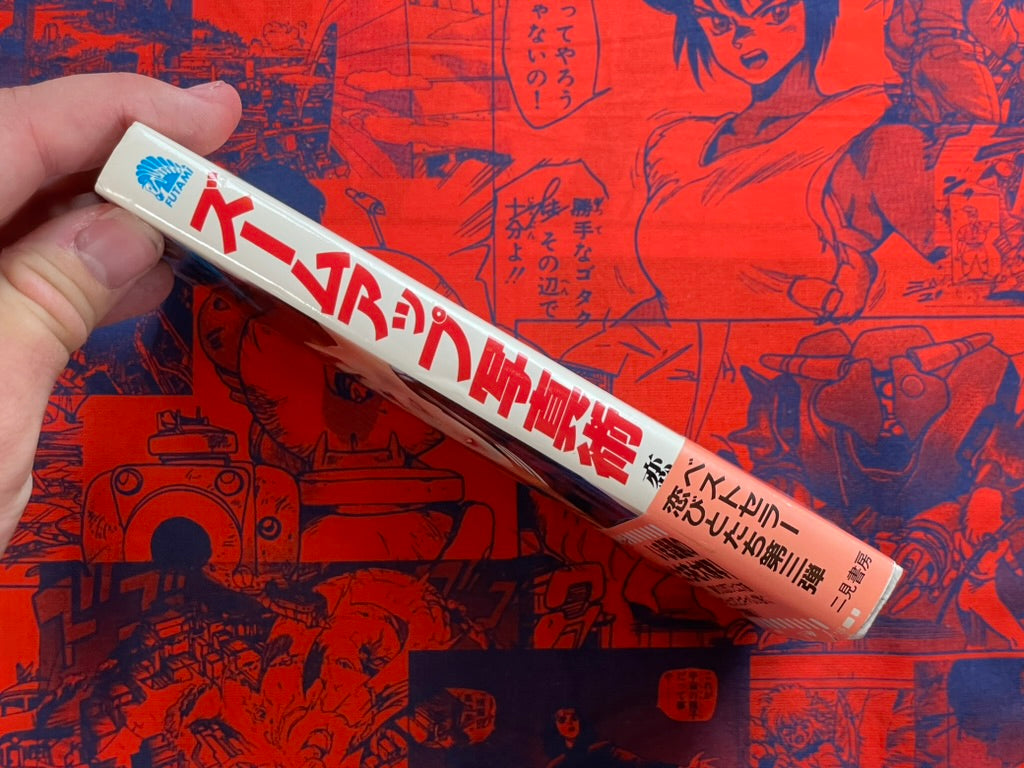 FUTAMI
ズームアップ写真術
恋
ベストセラー
恋びとたち第三弾
二見書房
ってやろう
ゃないの！
勝手なゴタク
は その辺で
十分よ!!